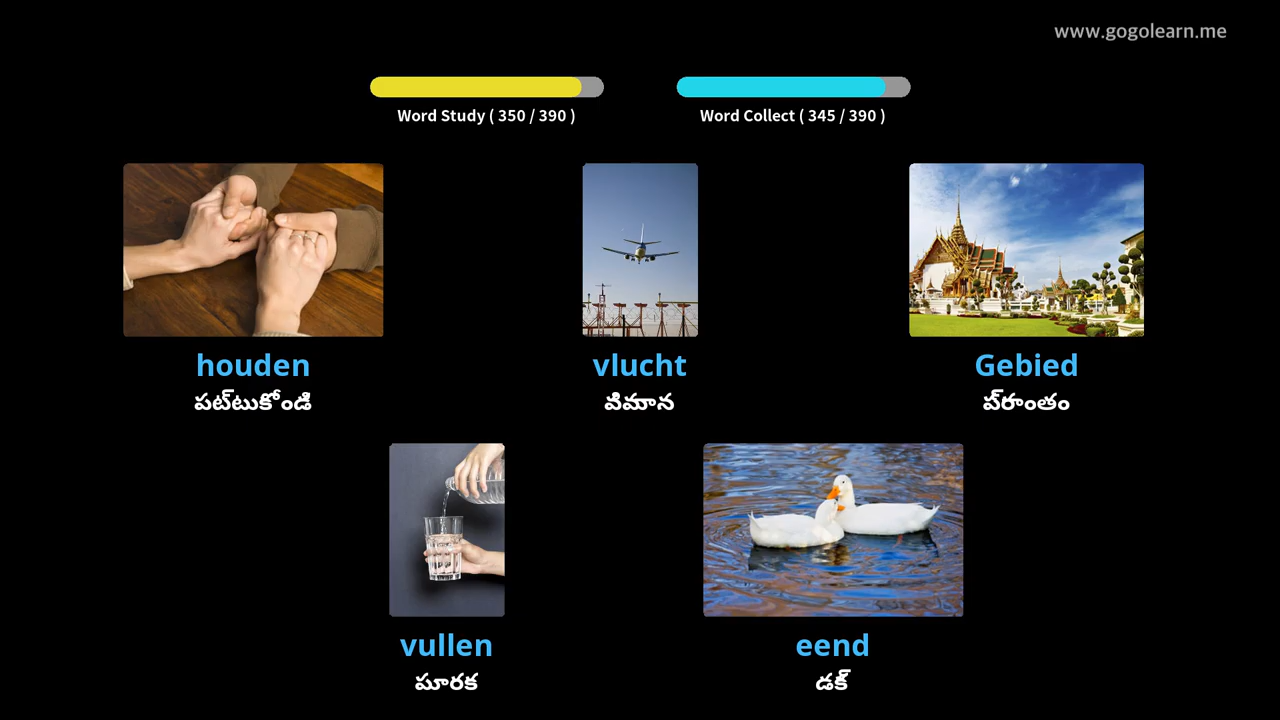 www.gogolearn.me
Word Study ( 350 / 390 )
Word Collect ( 345 / 390 )
houden
పట్టుకోండి
vlucht
విమాన
Gebied
ప్రాంతం
vullen
పూరక
eend
డక్